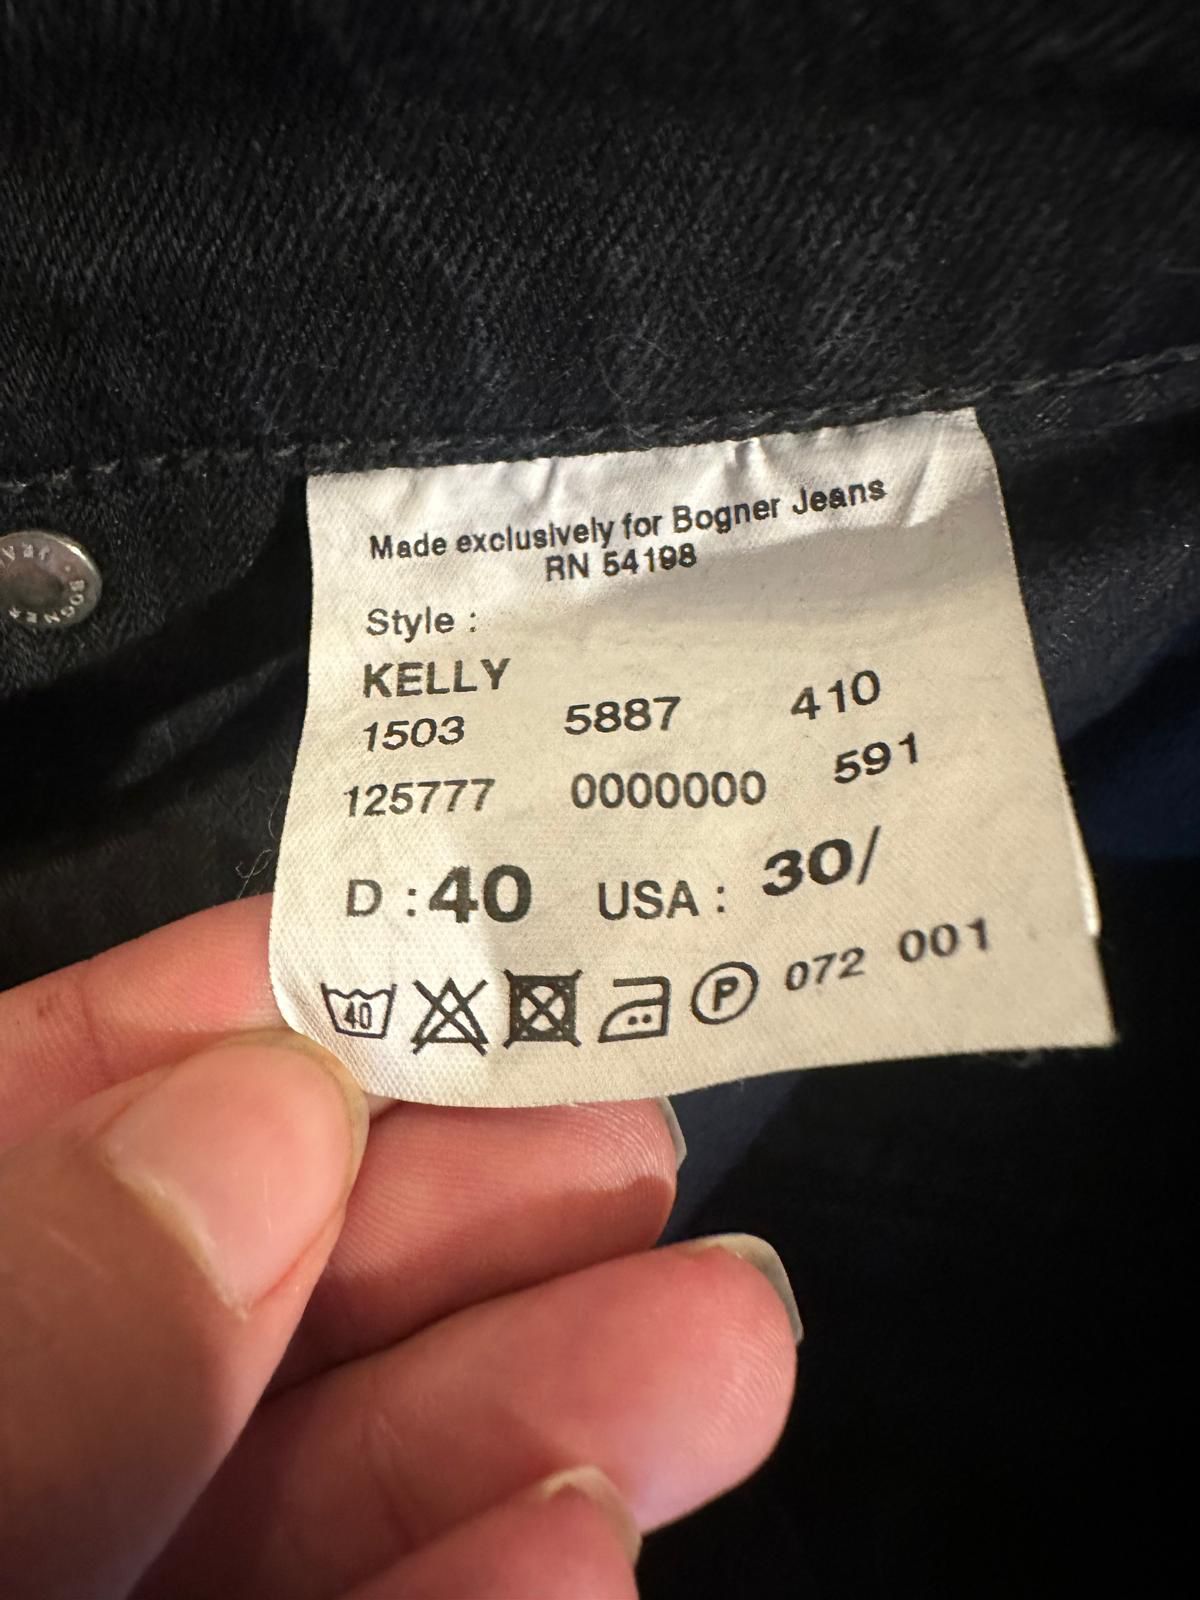 Made exclusively for Bogner Jeans
RN 54198
Style :
KELLY
1503 5887 410
125777 0000000 591
D : 40 USA : 30/
40 P 072 001
BOGNER